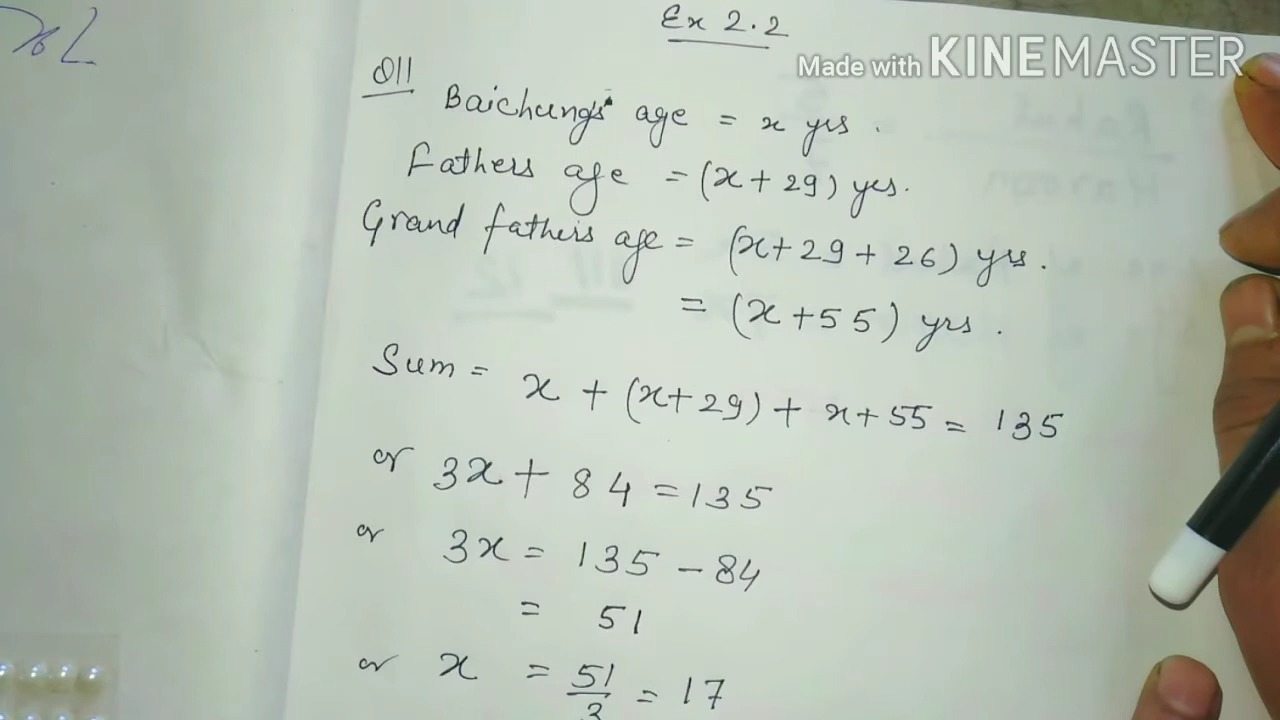 Ex 2.2
Made with KINEMASTER
Q11
Baichung's age = x yrs.
Fathers age = (x + 29) yrs.
Grand fathers age = (x + 29 + 26) yrs.
= (x + 55) yrs.
Sum = x + (x + 29) + x + 55 = 135
or 3x + 84 = 135
or 3x = 135 - 84
= 51
or x = 51/3 = 17